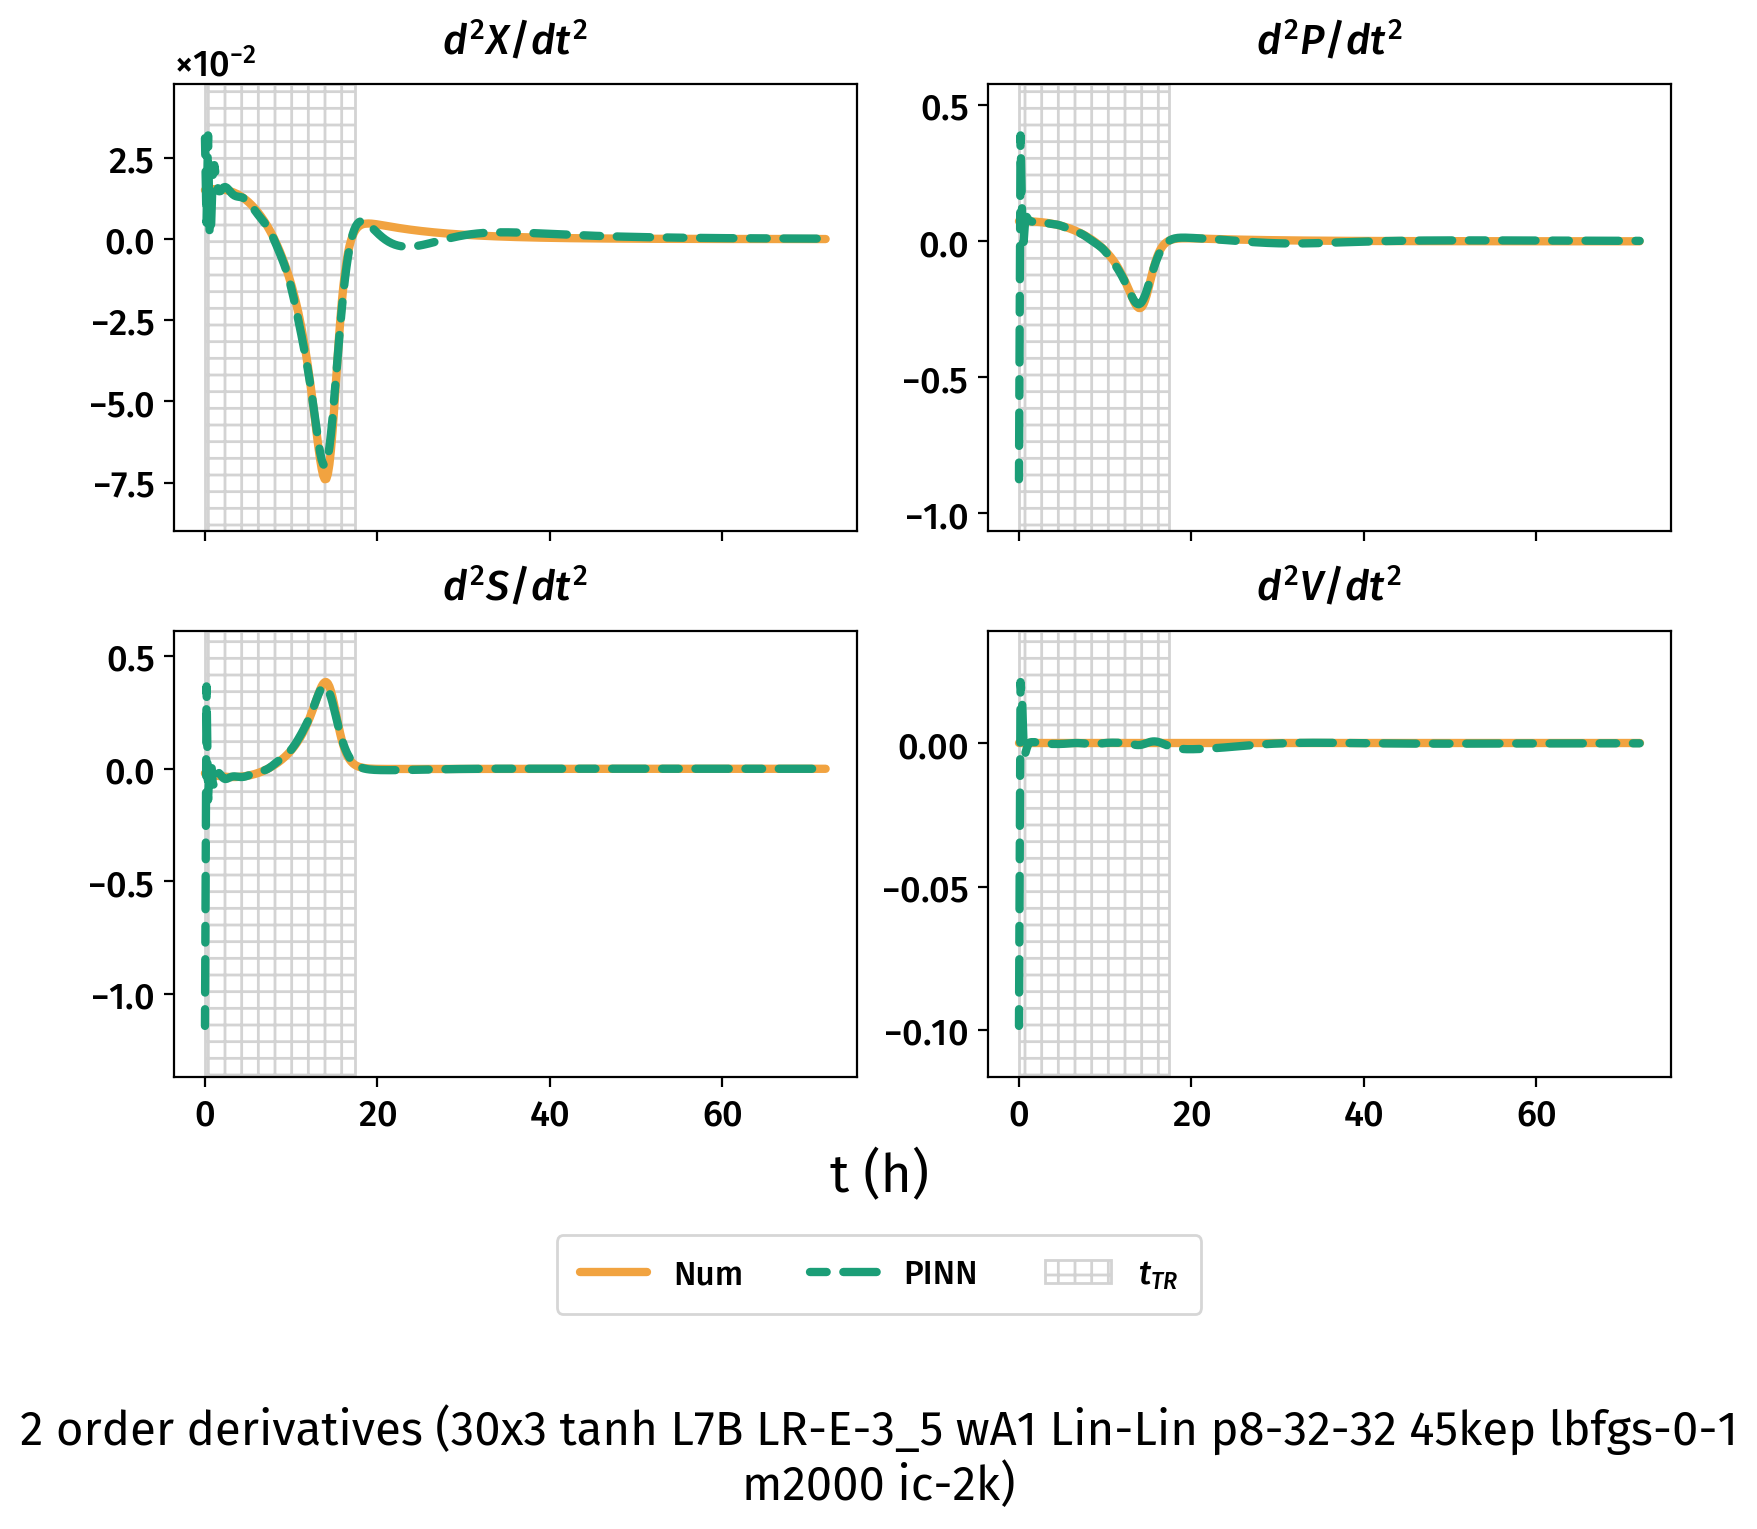 d²X/dt²
×10⁻²
2.5
0.0
−2.5
−5.0
−7.5
d²P/dt²
0.5
0.0
−0.5
−1.0
d²S/dt²
0.5
0.0
−0.5
−1.0
0 20 40 60
d²V/dt²
0.00
−0.05
−0.10
0 20 40 60
t (h)
Num PINN t_TR
2 order derivatives (30x3 tanh L7B LR-E-3_5 wA1 Lin-Lin p8-32-32 45kep lbfgs-0-1
m2000 ic-2k)